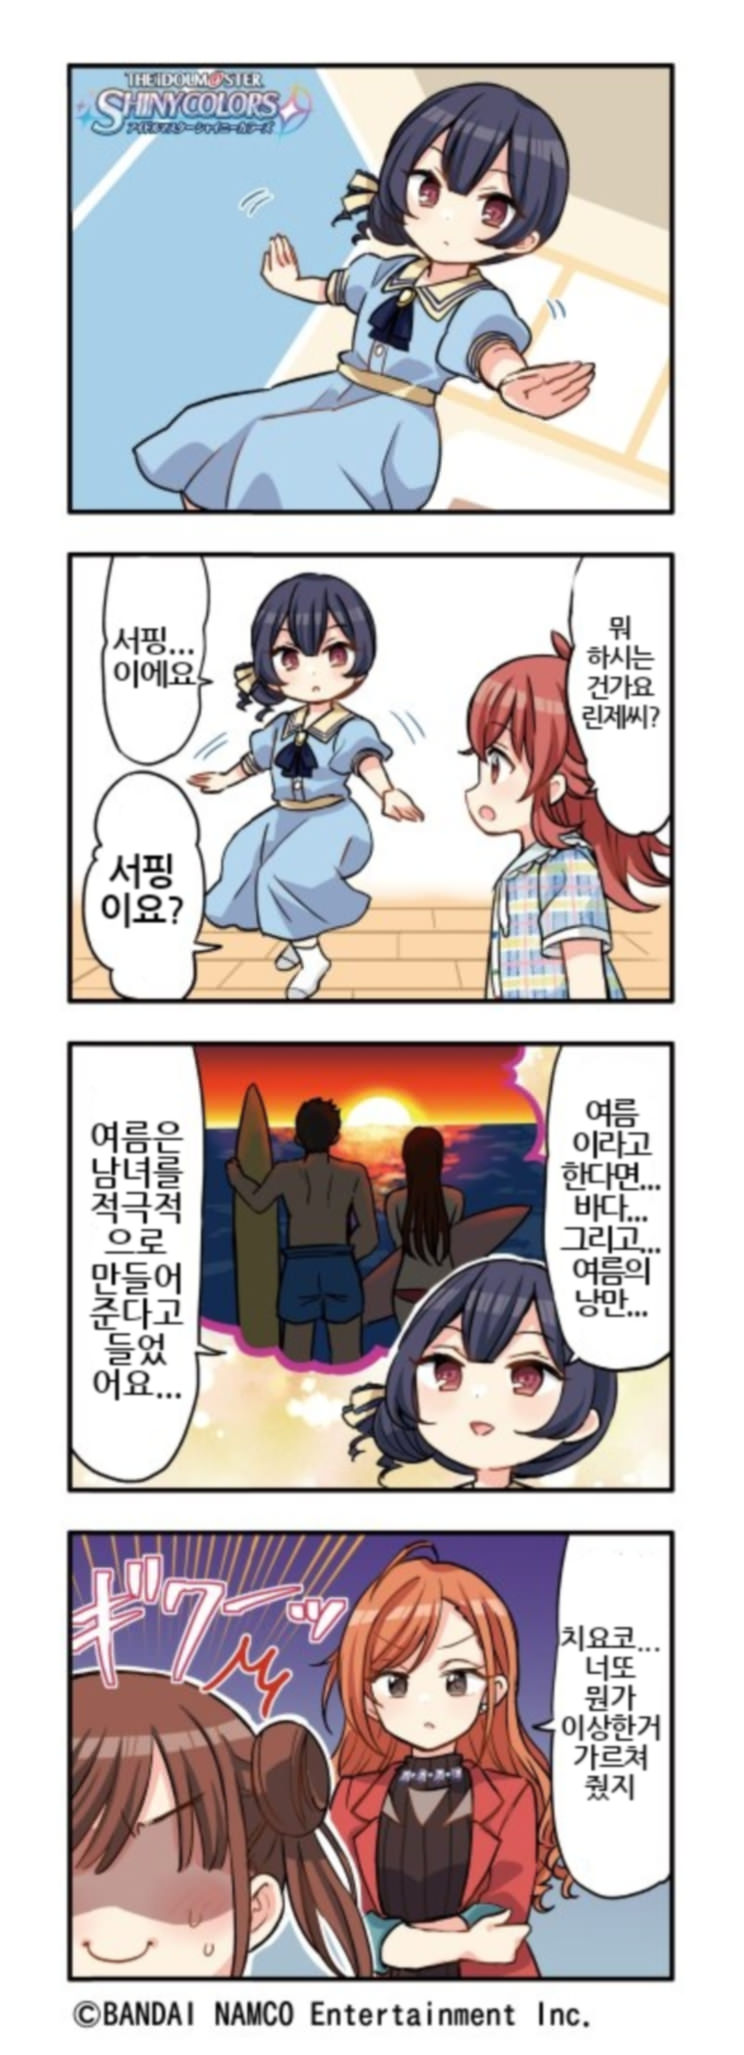 THE iDOLM@STER
SHINYCOLORS
アイドルマスターシャイニーカラーズ
뭐
하시는
건가요
린제씨?
서핑...
이에요
서핑
이요?
여름
이라고
한다면...
바다...
그리고...
여름의
낭만...
여름은
남녀를
적극적
으로
만들어
준다고
들었
어요...
치요코...
너또
뭔가
이상한거
가르쳐
줬지
ギクーッ
©BANDAI NAMCO Entertainment Inc.